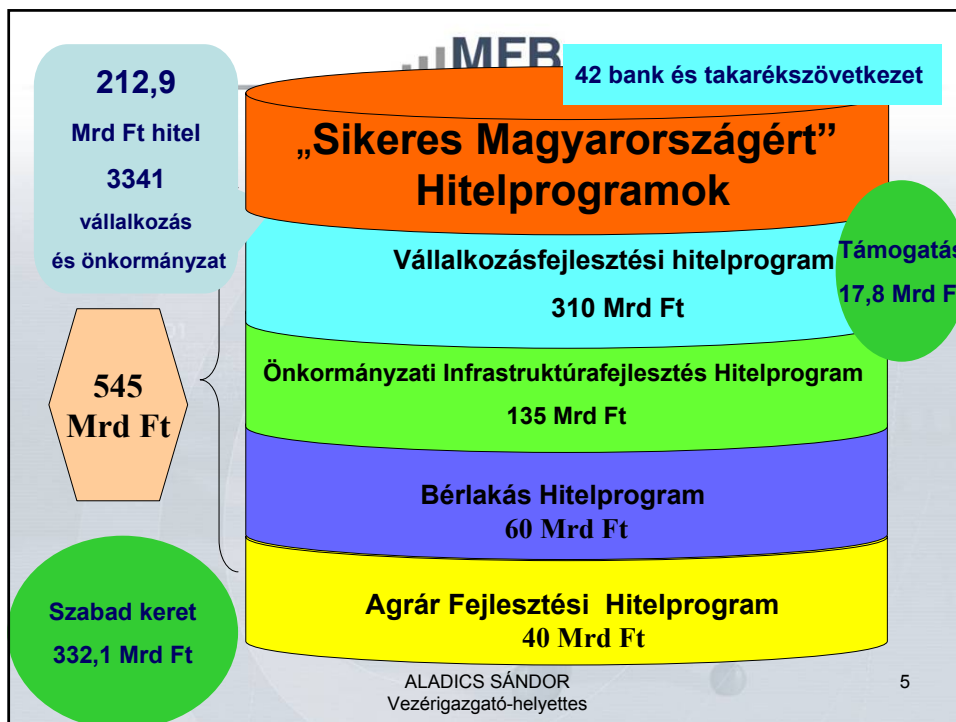 MFB
42 bank és takarékszövetkezet
212,9
Mrd Ft hitel
3341
vállalkozás
és önkormányzat
„Sikeres Magyarországért”
Hitelprogramok
Vállalkozásfejlesztési hitelprogram
310 Mrd Ft
Támogatás
17,8 Mrd F
Önkormányzati Infrastruktúrafejlesztés Hitelprogram
135 Mrd Ft
545
Mrd Ft
Bérlakás Hitelprogram
60 Mrd Ft
Agrár Fejlesztési Hitelprogram
40 Mrd Ft
Szabad keret
332,1 Mrd Ft
ALADICS SÁNDOR
Vezérigazgató-helyettes
5